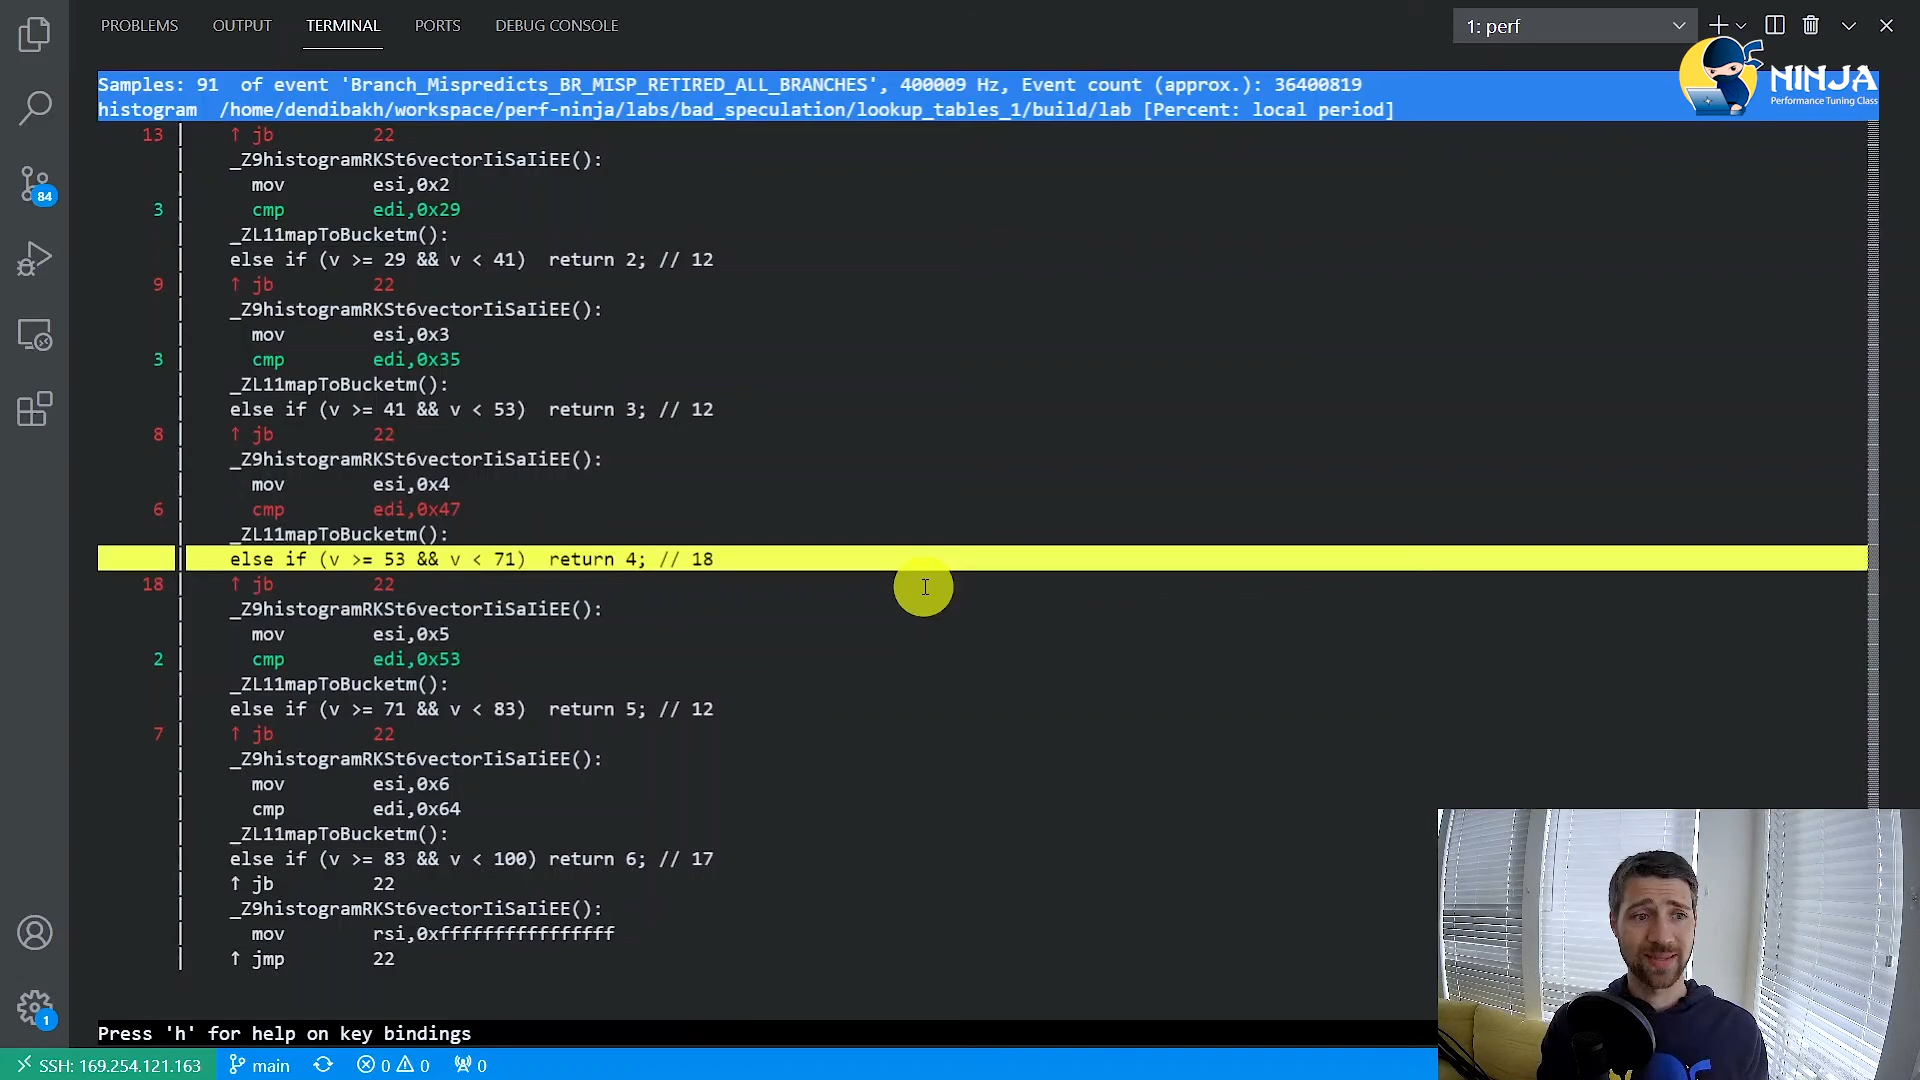 PROBLEMS OUTPUT TERMINAL PORTS DEBUG CONSOLE 1: perf
NINJA
Performance Tuning Class
Samples: 91 of event 'Branch_Mispredicts_BR_MISP_RETIRED_ALL_BRANCHES', 400009 Hz, Event count (approx.): 36400819
histogram /home/dendibakh/workspace/perf-ninja/labs/bad_speculation/lookup_tables_1/build/lab [Percent: local period]
13 │ ↑ jb 22
│ _Z9histogramRKSt6vectorIiSaIiEE():
│ mov esi,0x2
3 │ cmp edi,0x29
│ _ZL11mapToBucketm():
│ else if (v >= 29 && v < 41) return 2; // 12
9 │ ↑ jb 22
│ _Z9histogramRKSt6vectorIiSaIiEE():
│ mov esi,0x3
3 │ cmp edi,0x35
│ _ZL11mapToBucketm():
│ else if (v >= 41 && v < 53) return 3; // 12
8 │ ↑ jb 22
│ _Z9histogramRKSt6vectorIiSaIiEE():
│ mov esi,0x4
6 │ cmp edi,0x47
│ _ZL11mapToBucketm():
│ else if (v >= 53 && v < 71) return 4; // 18
18 │ ↑ jb 22
│ _Z9histogramRKSt6vectorIiSaIiEE():
│ mov esi,0x5
2 │ cmp edi,0x53
│ _ZL11mapToBucketm():
│ else if (v >= 71 && v < 83) return 5; // 12
7 │ ↑ jb 22
│ _Z9histogramRKSt6vectorIiSaIiEE():
│ mov esi,0x6
│ cmp edi,0x64
│ _ZL11mapToBucketm():
│ else if (v >= 83 && v < 100) return 6; // 17
│ ↑ jb 22
│ _Z9histogramRKSt6vectorIiSaIiEE():
│ mov rsi,0xffffffffffffffff
│ ↑ jmp 22
Press 'h' for help on key bindings
84
1
SSH: 169.254.121.163 main 0 0 0